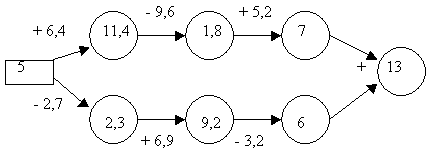 - 9,6 + 5,2
+ 6,4
11,4 1,8 7
5 + 13
- 2,7
2,3 9,2 6
+ 6,9 - 3,2